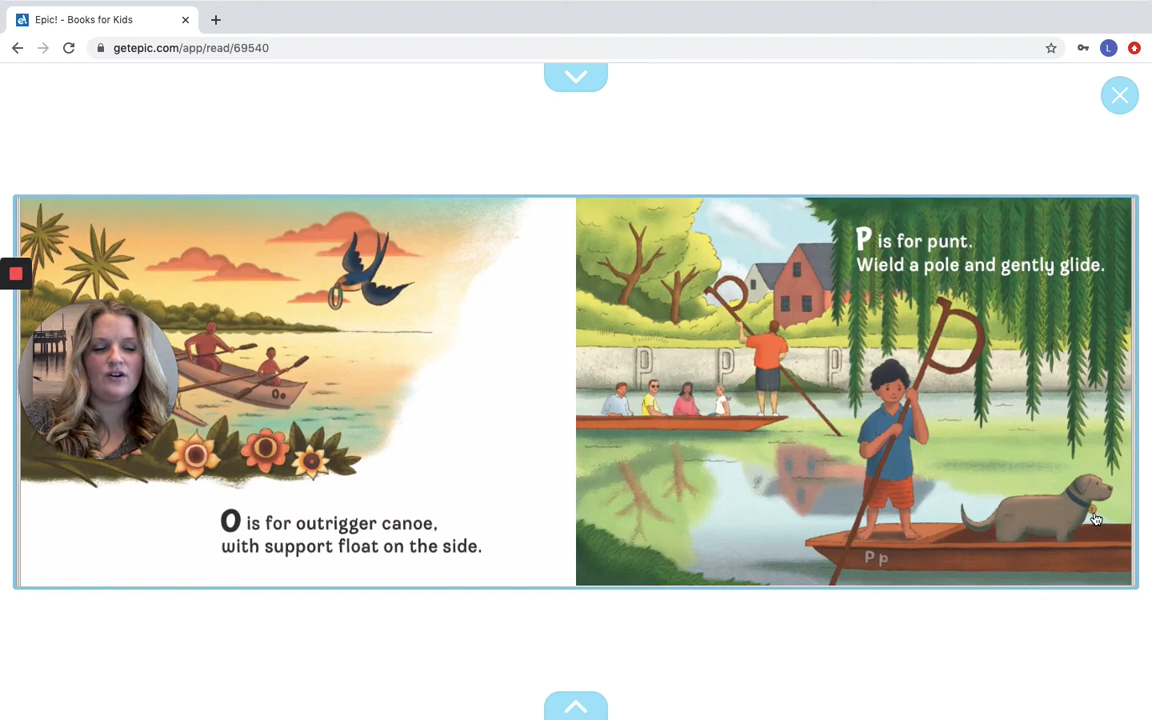 Epic! - Books for Kids
getepic.com/app/read/69540
L
O
Oo
O is for outrigger canoe,
with support float on the side.
P is for punt.
Wield a pole and gently glide.
p
p
P P P
P p